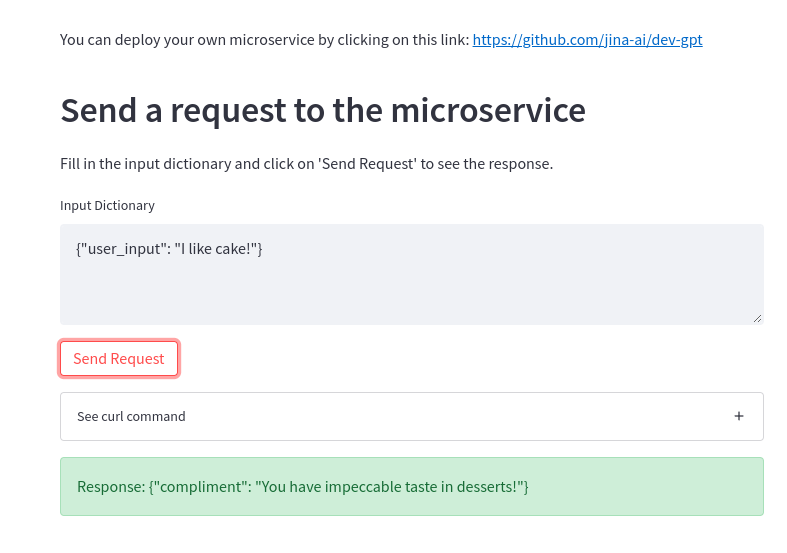 You can deploy your own microservice by clicking on this link: https://github.com/jina-ai/dev-gpt
Send a request to the microservice
Fill in the input dictionary and click on 'Send Request' to see the response.
Input Dictionary
{"user_input": "I like cake!"}
Send Request
See curl command +
Response: {"compliment": "You have impeccable taste in desserts!"}